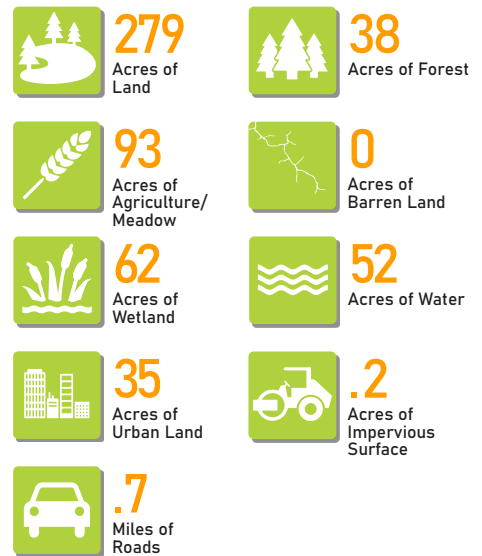 279
Acres of
Land
38
Acres of Forest
93
Acres of
Agriculture/
Meadow
0
Acres of
Barren Land
62
Acres of
Wetland
52
Acres of Water
35
Acres of
Urban Land
.2
Acres of
Impervious
Surface
.7
Miles of
Roads